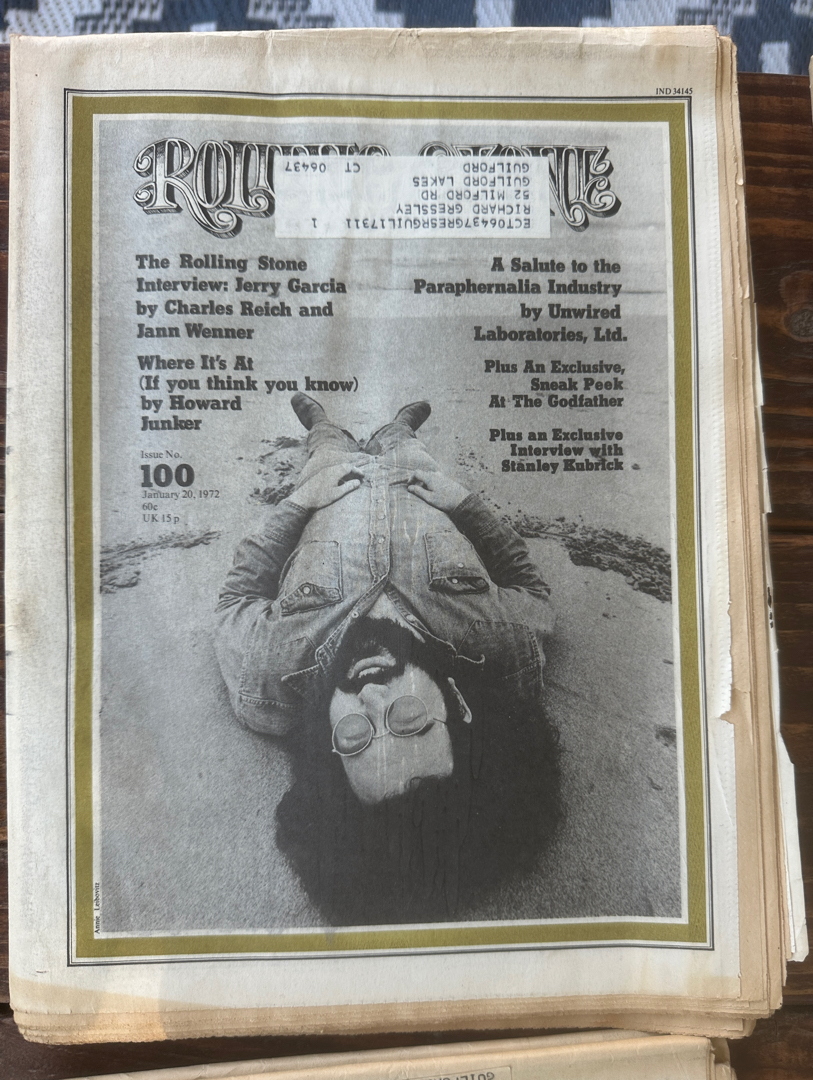 IND 34145
ROLLING STONE
ECT06437GRESRGUIL17311 1
RICHARD GRESSLEY
52 MILFORD RD
GUILFORD LAKES
GUILFORD CT 06437
The Rolling Stone
Interview: Jerry Garcia
by Charles Reich and
Jann Wenner
Where It's At
(If you think you know)
by Howard
Junker
Issue No.
100
January 20, 1972
60c
UK 15p
A Salute to the
Paraphernalia Industry
by Unwired
Laboratories, Ltd.
Plus An Exclusive,
Sneak Peek
At The Godfather
Plus an Exclusive
Interview with
Stanley Kubrick
Annie Leibovitz